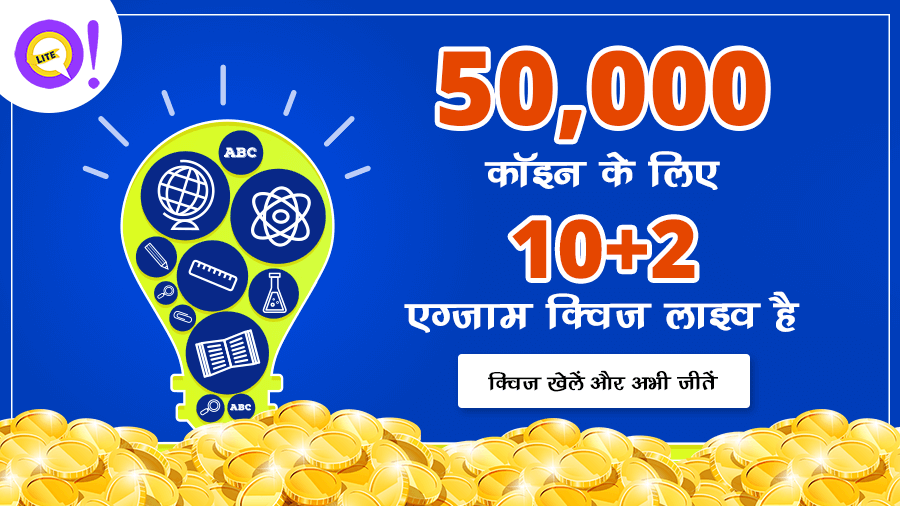 LITE
50,000
कॉइन के लिए
10+2
एग्जाम क्विज लाइव है
क्विज खेलें और अभी जीतें
ABC
ABC